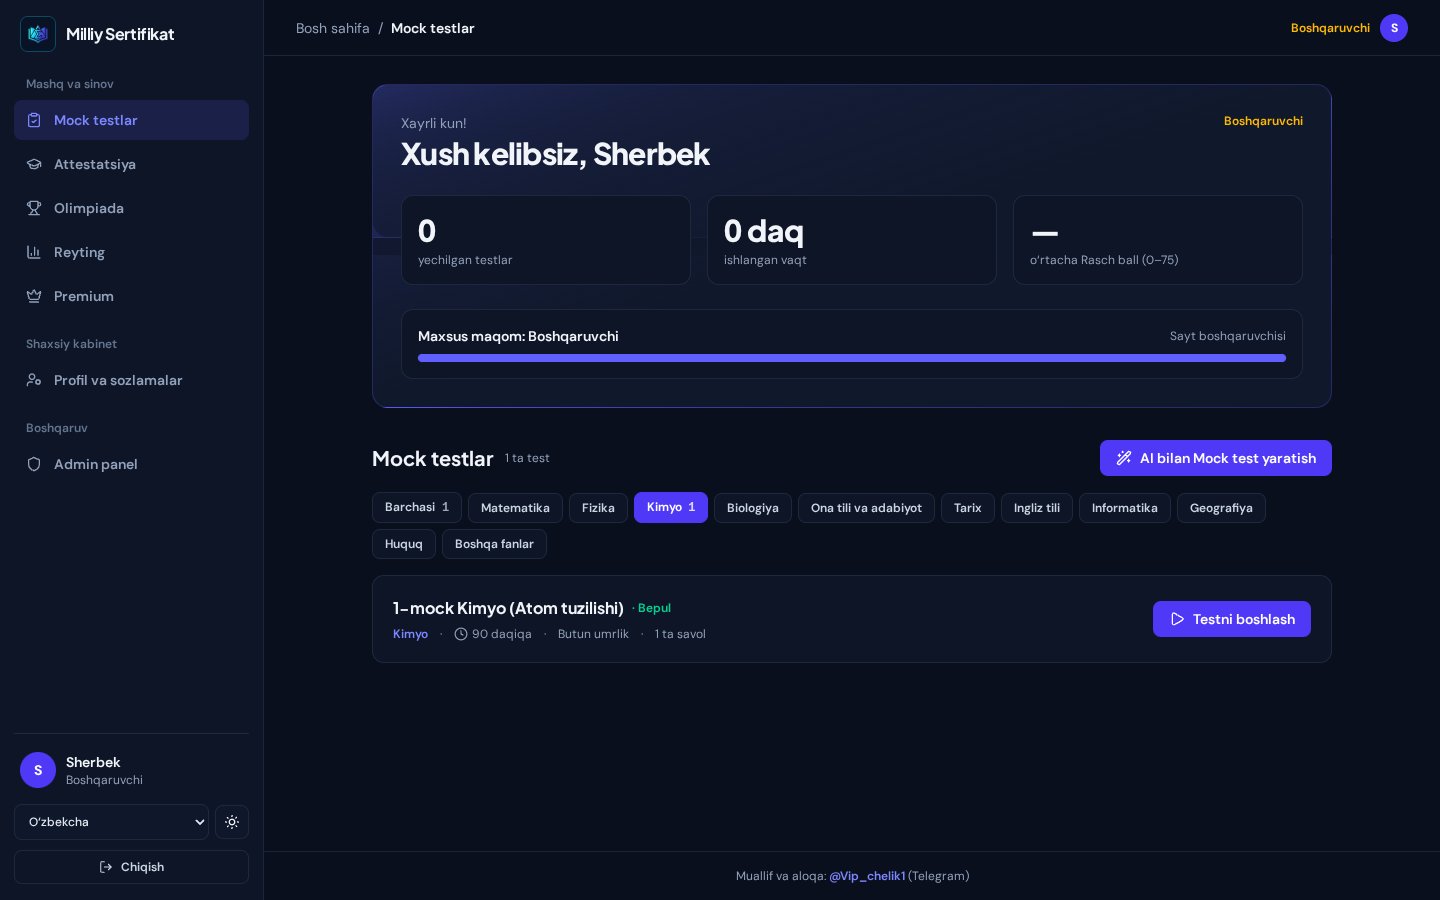 Milliy Sertifikat
Mashq va sinov
Mock testlar
Attestatsiya
Olimpiada
Reyting
Premium
Shaxsiy kabinet
Profil va sozlamalar
Boshqaruv
Admin panel
S
Sherbek
Boshqaruvchi
Oʻzbekcha
Chiqish
Bosh sahifa / Mock testlar
Boshqaruvchi S
Xayrli kun!
Boshqaruvchi
Xush kelibsiz, Sherbek
0
yechilgan testlar
0 daq
ishlangan vaqt
—
oʻrtacha Rasch ball (0–75)
Maxsus maqom: Boshqaruvchi
Sayt boshqaruvchisi
Mock testlar 1 ta test
AI bilan Mock test yaratish
Barchasi 1 Matematika Fizika Kimyo 1 Biologiya Ona tili va adabiyot Tarix Ingliz tili Informatika Geografiya
Huquq Boshqa fanlar
1-mock Kimyo (Atom tuzilishi) · Bepul
Kimyo · 90 daqiqa · Butun umrlik · 1 ta savol
Testni boshlash
Muallif va aloqa: @Vip_chelik1 (Telegram)